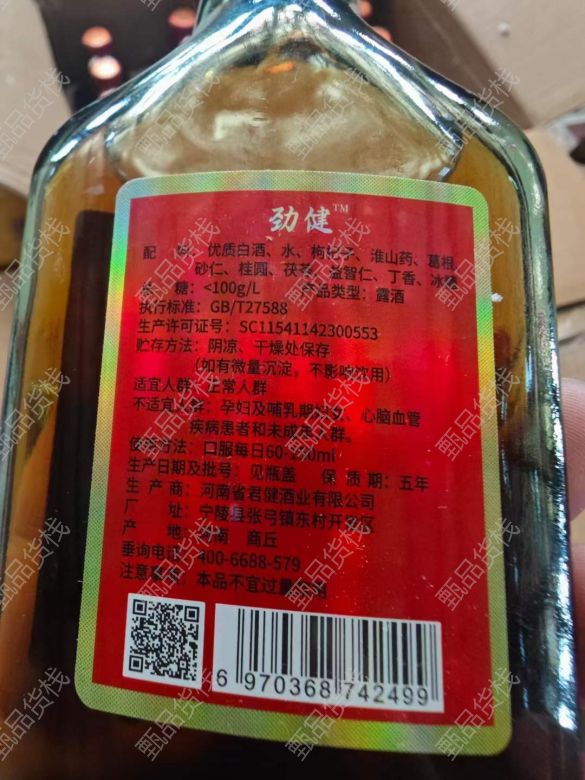 劲健™
配 料:优质白酒、水、枸杞子、淮山药、葛根
砂仁、桂圆、茯苓、益智仁、丁香、冰糖
总 糖:<100g/L 产品类型:露酒
执行标准:GB/T27588
生产许可证号:SC11541142300553
贮存方法:阴凉、干燥处保存
(如有微量沉淀,不影响饮用)
适宜人群:正常人群
不适宜人群:孕妇及哺乳期妇女、心脑血管
疾病患者和未成年人群。
使用方法:口服每日60-ml
生产日期及批号:见瓶盖 保 质 期:五年
生 产 商:河南省君健酒业有限公司
厂 址:宁陵县张弓镇东村开发区
产 地:河南 商丘
垂询电话:400-6688-579
注意事项:本品不宜过量
6 970368 742499
甄品货栈